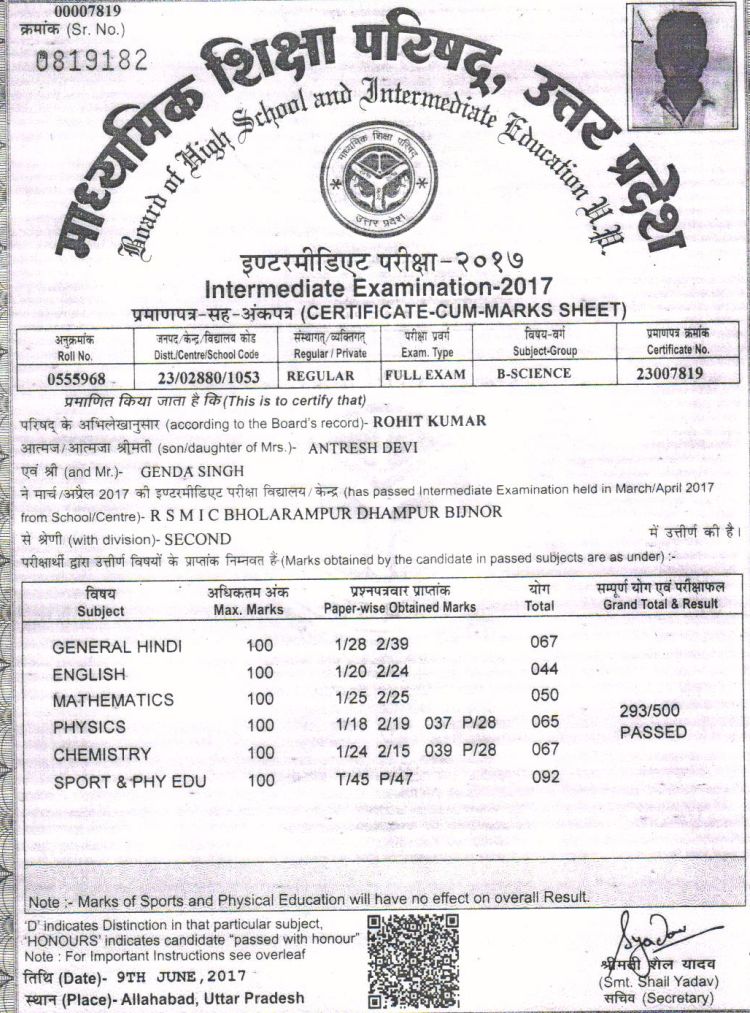 00007819
क्रमांक (Sr. No.)
0819182
माध्यमिक शिक्षा परिषद, उत्तर प्रदेश
Board of High School and Intermediate Education U.P.
माध्यमिक शिक्षा परिषद
उत्तर प्रदेश
इण्टरमीडिएट परीक्षा-२०१७
Intermediate Examination-2017
प्रमाणपत्र-सह-अंकपत्र (CERTIFICATE-CUM-MARKS SHEET)
अनुक्रमांक जनपद/केन्द्र/विद्यालय कोड संस्थागत/व्यक्तिगत परीक्षा प्रवर्ग विषय-वर्ग प्रमाणपत्र क्रमांक
Roll No. Distt./Centre/School Code Regular / Private Exam. Type Subject-Group Certificate No.
0555968 23/02880/1053 REGULAR FULL EXAM B-SCIENCE 23007819
प्रमाणित किया जाता है कि (This is to certify that)
परिषद के अभिलेखानुसार (according to the Board's record)- ROHIT KUMAR
आत्मज/आत्मजा श्रीमती (son/daughter of Mrs.)- ANTRESH DEVI
एवं श्री (and Mr.)- GENDA SINGH
ने मार्च/अप्रैल 2017 की इण्टरमीडिएट परीक्षा विद्यालय/केन्द्र (has passed Intermediate Examination held in March/April 2017
from School/Centre)- R S M I C BHOLARAMPUR DHAMPUR BIJNOR
से श्रेणी (with division)- SECOND में उत्तीर्ण की है।
परीक्षार्थी द्वारा उत्तीर्ण विषयों के प्राप्तांक निम्नवत हैं (Marks obtained by the candidate in passed subjects are as under) :-
विषय अधिकतम अंक प्रश्नपत्रवार प्राप्तांक योग सम्पूर्ण योग एवं परीक्षाफल
Subject Max. Marks Paper-wise Obtained Marks Total Grand Total & Result
GENERAL HINDI 100 1/28 2/39 067
ENGLISH 100 1/20 2/24 044
MATHEMATICS 100 1/25 2/25 050
293/500
PHYSICS 100 1/18 2/19 037 P/28 065
PASSED
CHEMISTRY 100 1/24 2/15 039 P/28 067
SPORT & PHY EDU 100 T/45 P/47 092
Note :- Marks of Sports and Physical Education will have no effect on overall Result.
'D' indicates Distinction in that particular subject,
'HONOURS' indicates candidate "passed with honour"
Note : For Important Instructions see overleaf
तिथि (Date)- 9TH JUNE,2017
स्थान (Place)- Allahabad, Uttar Pradesh
Syadav
श्रीमती शैल यादव
(Smt. Shail Yadav)
सचिव (Secretary)